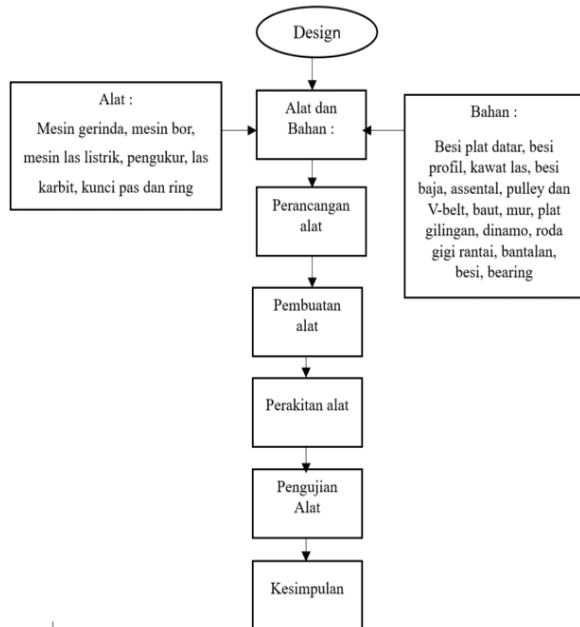 Design
Alat :
Mesin gerinda, mesin bor,
mesin las listrik, pengukur, las
karbit, kunci pas dan ring
Alat dan
Bahan :
Bahan :
Besi plat datar, besi
profil, kawat las, besi
baja, assental, pulley dan
V-belt, baut, mur, plat
gilingan, dinamo, roda
gigi rantai, bantalan,
besi, bearing
Perancangan
alat
Pembuatan
alat
Perakitan alat
Pengujian
Alat
Kesimpulan